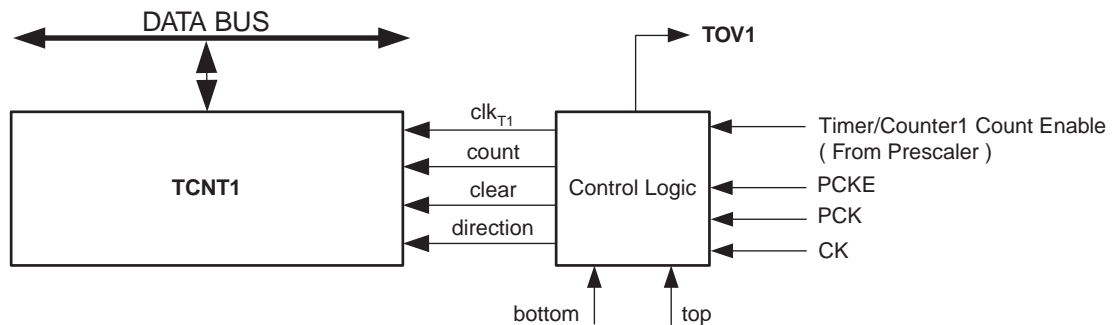 DATA BUS
TOV1
clkT1
Timer/Counter1 Count Enable
( From Prescaler )
count
TCNT1
Control Logic
PCKE
clear
PCK
direction
CK
bottom
top